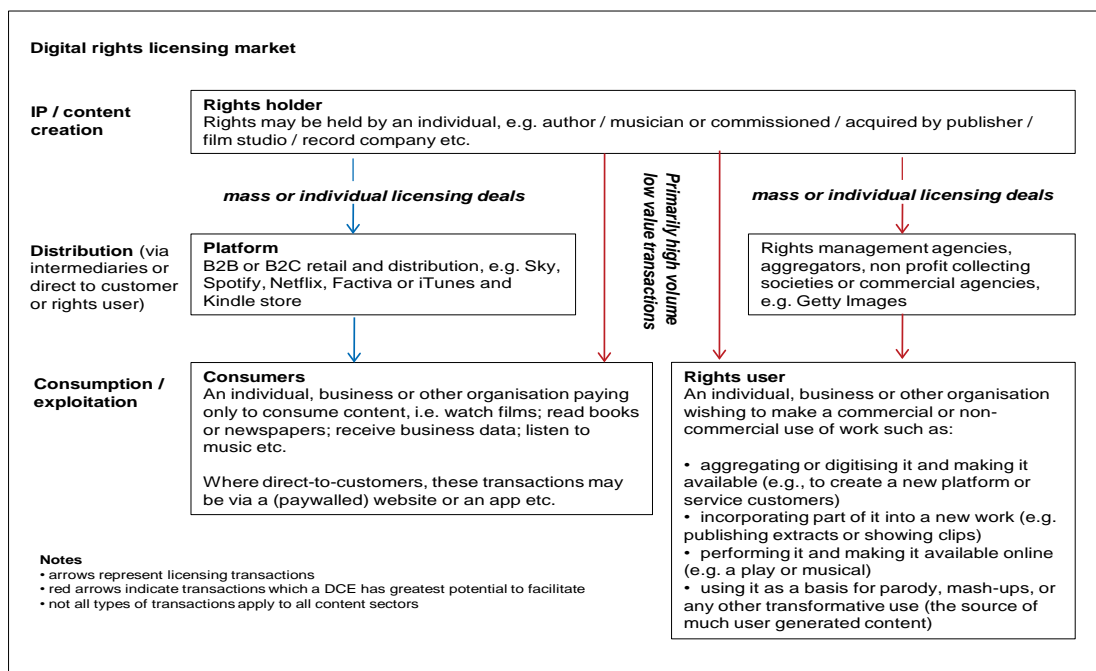 Digital rights licensing market
IP / content
creation
Rights holder
Rights may be held by an individual, e.g. author / musician or commissioned / acquired by publisher /
film studio / record company etc.
mass or individual licensing deals
Primarily high volume
low value transactions
mass or individual licensing deals
Distribution (via
intermediaries or
direct to customer
or rights user)
Platform
B2B or B2C retail and distribution, e.g. Sky,
Spotify, Netflix, Factiva or iTunes and
Kindle store
Rights management agencies,
aggregators, non profit collecting
societies or commercial agencies,
e.g. Getty Images
Consumption /
exploitation
Consumers
An individual, business or other organisation paying
only to consume content, i.e. watch films; read books
or newspapers; receive business data; listen to
music etc.
Where direct-to-customers, these transactions may
be via a (paywalled) website or an app etc.
Rights user
An individual, business or other organisation
wishing to make a commercial or non-
commercial use of work such as:
• aggregating or digitising it and making it
available (e.g., to create a new platform or
service customers)
• incorporating part of it into a new work (e.g.
publishing extracts or showing clips)
• performing it and making it available online
(e.g. a play or musical)
• using it as a basis for parody, mash-ups, or
any other transformative use (the source of
much user generated content)
Notes
• arrows represent licensing transactions
• red arrows indicate transactions which a DCE has greatest potential to facilitate
• not all types of transactions apply to all content sectors